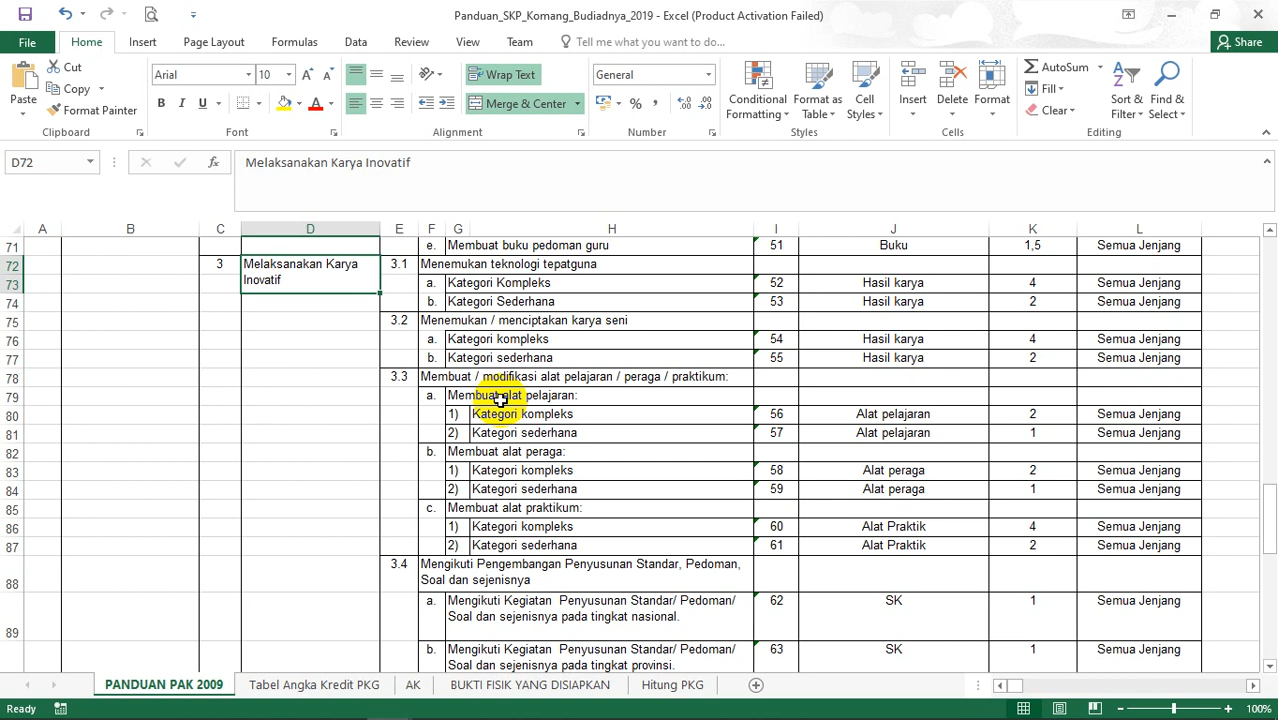 Panduan_SKP_Komang_Budiadnya_2019 - Excel (Product Activation Failed)
File Home Insert Page Layout Formulas Data Review View Team Tell me what you want to do... Share
Paste Cut Copy Format Painter
Arial 10 A A Wrap Text General
B I U A Merge & Center % ,
Conditional Formatting Format as Table Cell Styles Insert Delete Format AutoSum Fill Clear Sort & Filter Find & Select
Clipboard Font Alignment Number Styles Cells Editing
D72 fx Melaksanakan Karya Inovatif
A B C D E F G H I J K L
71 e. Membuat buku pedoman guru 51 Buku 1,5 Semua Jenjang
72 3 Melaksanakan Karya 3.1 Menemukan teknologi tepatguna
73 Inovatif a. Kategori Kompleks 52 Hasil karya 4 Semua Jenjang
74 b. Kategori Sederhana 53 Hasil karya 2 Semua Jenjang
75 3.2 Menemukan / menciptakan karya seni
76 a. Kategori kompleks 54 Hasil karya 4 Semua Jenjang
77 b. Kategori sederhana 55 Hasil karya 2 Semua Jenjang
78 3.3 Membuat / modifikasi alat pelajaran / peraga / praktikum:
79 a. Membuat alat pelajaran:
80 1) Kategori kompleks 56 Alat pelajaran 2 Semua Jenjang
81 2) Kategori sederhana 57 Alat pelajaran 1 Semua Jenjang
82 b. Membuat alat peraga:
83 1) Kategori kompleks 58 Alat peraga 2 Semua Jenjang
84 2) Kategori sederhana 59 Alat peraga 1 Semua Jenjang
85 c. Membuat alat praktikum:
86 1) Kategori kompleks 60 Alat Praktik 4 Semua Jenjang
87 2) Kategori sederhana 61 Alat Praktik 2 Semua Jenjang
88 3.4 Mengikuti Pengembangan Penyusunan Standar, Pedoman,
Soal dan sejenisnya
89 a. Mengikuti Kegiatan Penyusunan Standar/ Pedoman/ 62 SK 1 Semua Jenjang
Soal dan sejenisnya pada tingkat nasional.
b. Mengikuti Kegiatan Penyusunan Standar/ Pedoman/ 63 SK 1 Semua Jenjang
Soal dan sejenisnya pada tingkat provinsi.
PANDUAN PAK 2009 Tabel Angka Kredit PKG AK BUKTI FISIK YANG DISIAPKAN Hitung PKG
Ready 100%